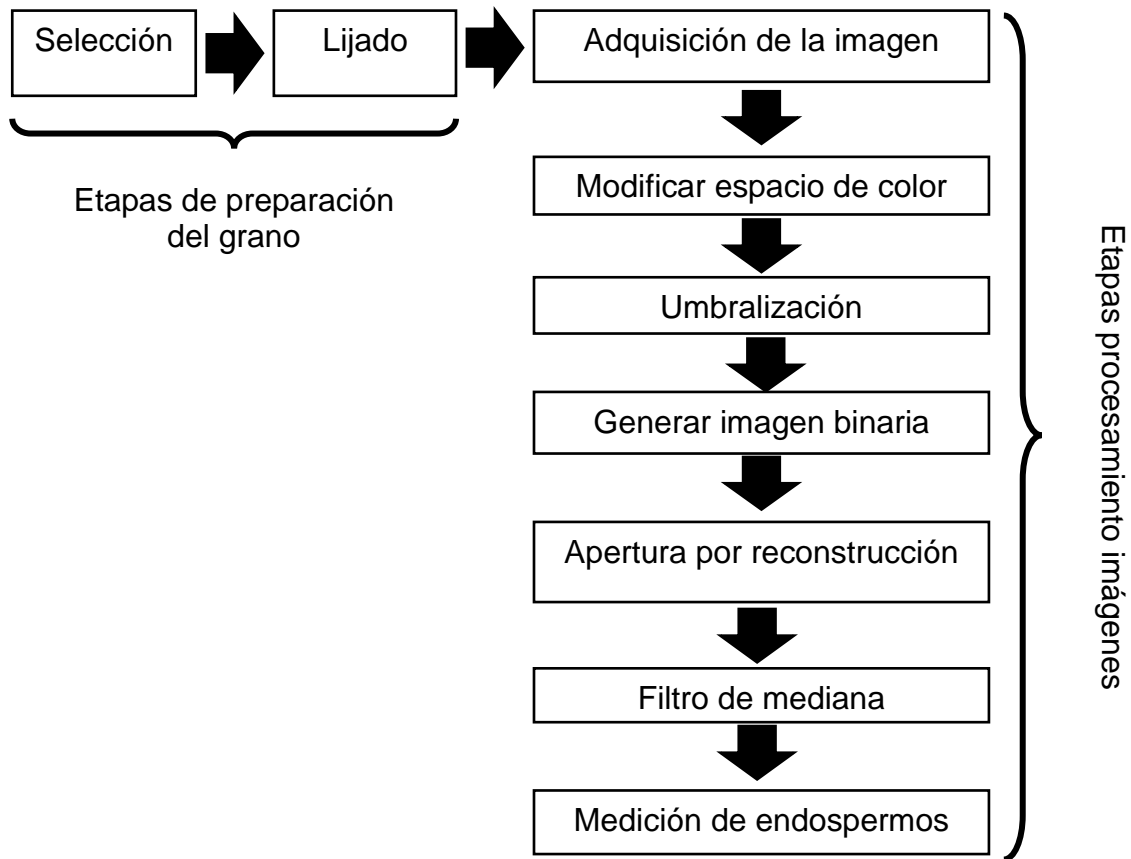 Selección
Lijado
Adquisición de la imagen
Etapas de preparación
del grano
Modificar espacio de color
Umbralización
Generar imagen binaria
Apertura por reconstrucción
Filtro de mediana
Medición de endospermos
Etapas procesamiento imágenes